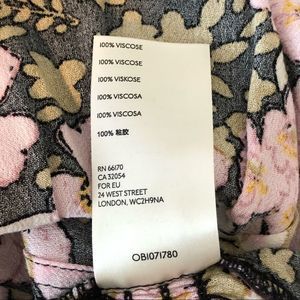 100% VISCOSE
100% VISCOSE
100% VISKOSE
100% VISCOSA
100% VISCOSA
100% 粘胶
RN 66170
CA 32054
FOR EU
24 WEST STREET
LONDON, WC2H9NA
OB1071780